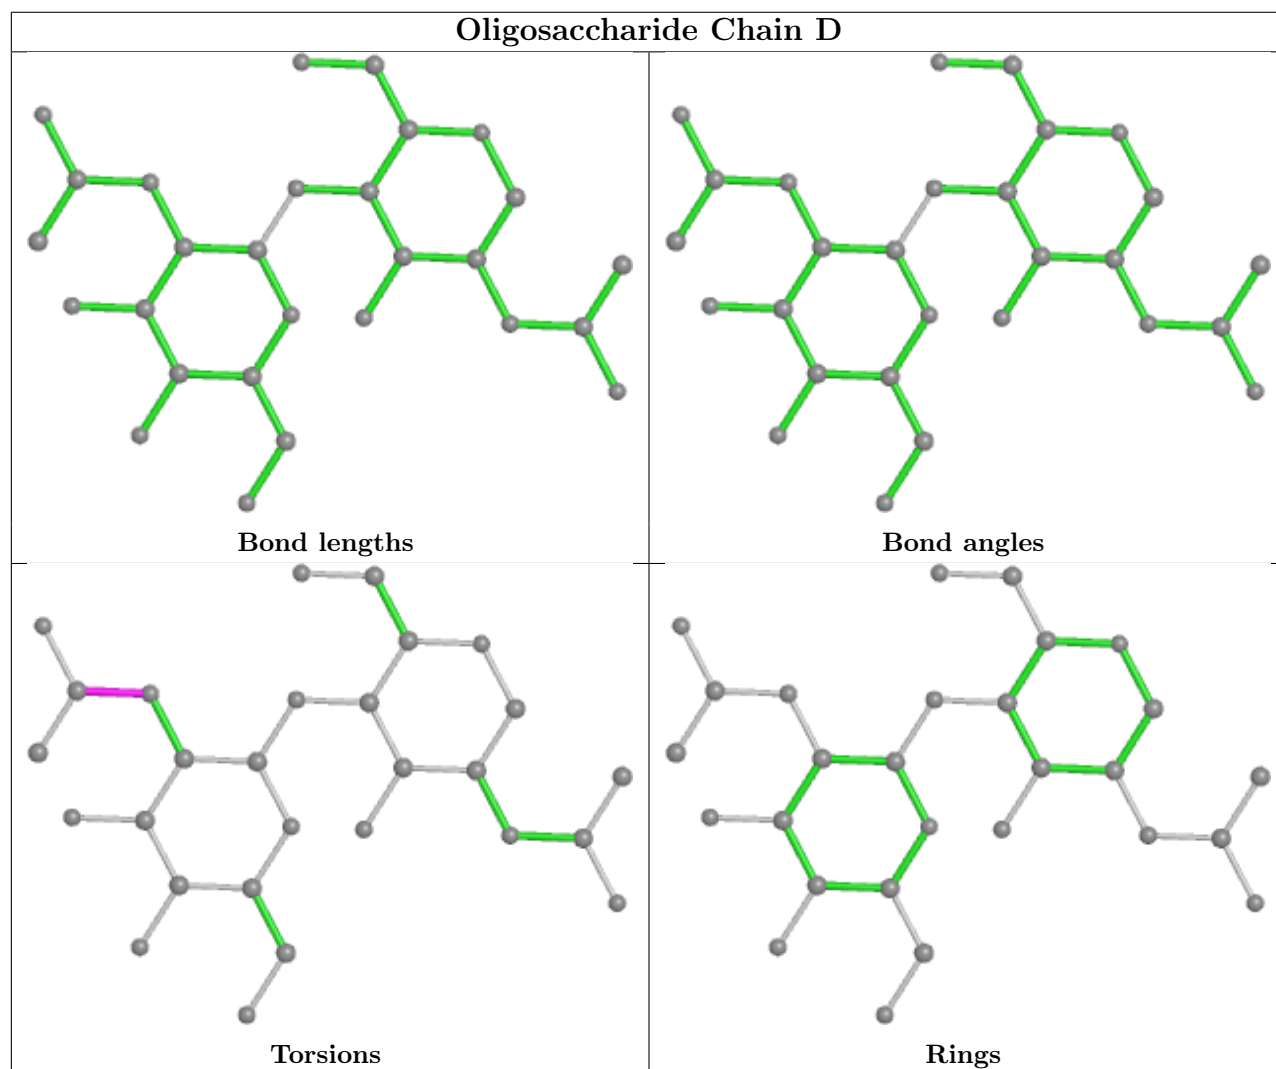 Oligosaccharide Chain D
Bond lengths
Bond angles
Torsions
Rings